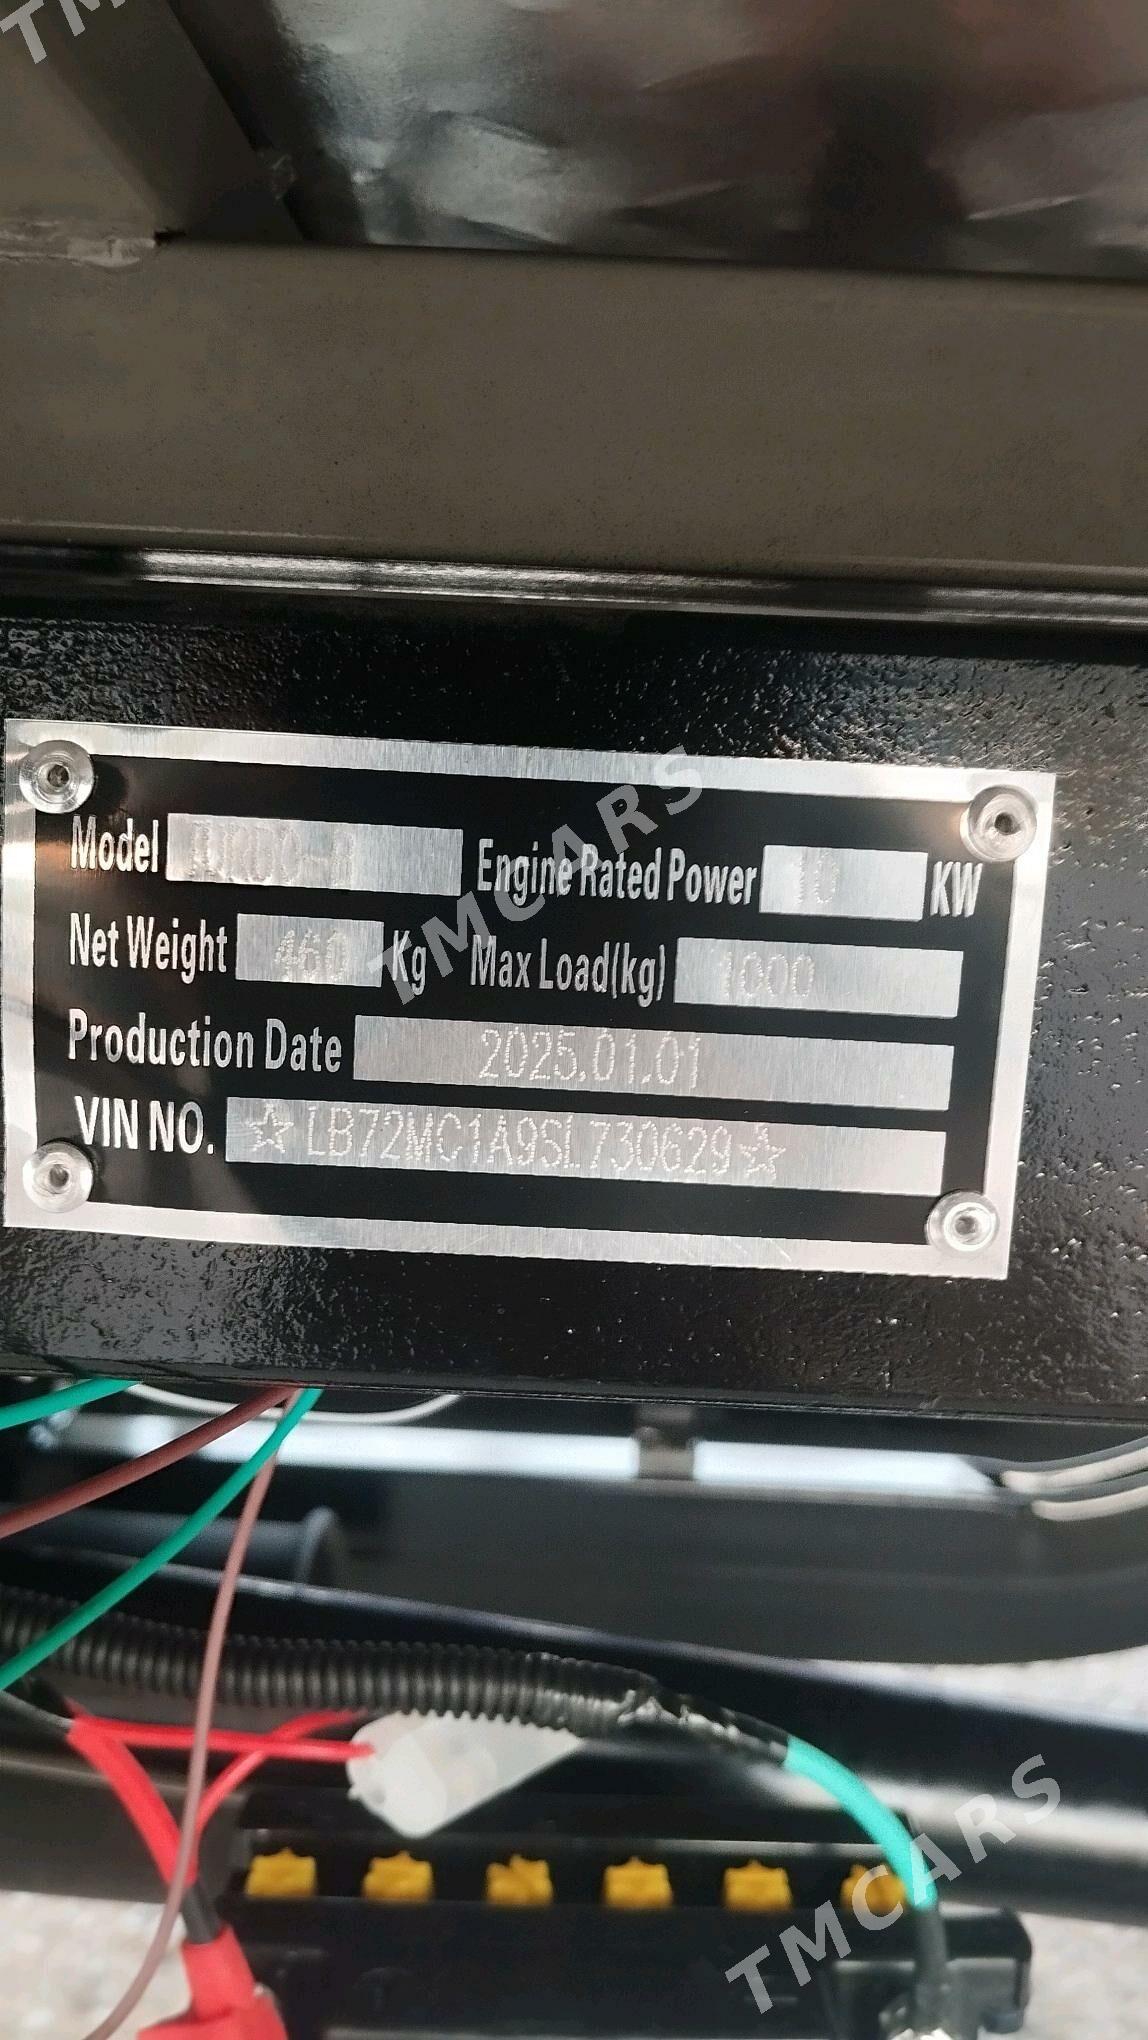 TMCARS
Model Engine Rated Power 10 KW
Net Weight 460 Kg Max Load(kg) 1000
Production Date 2025.01.01
VIN NO. ☆LB72MC1A9SL730629☆
TMCARS